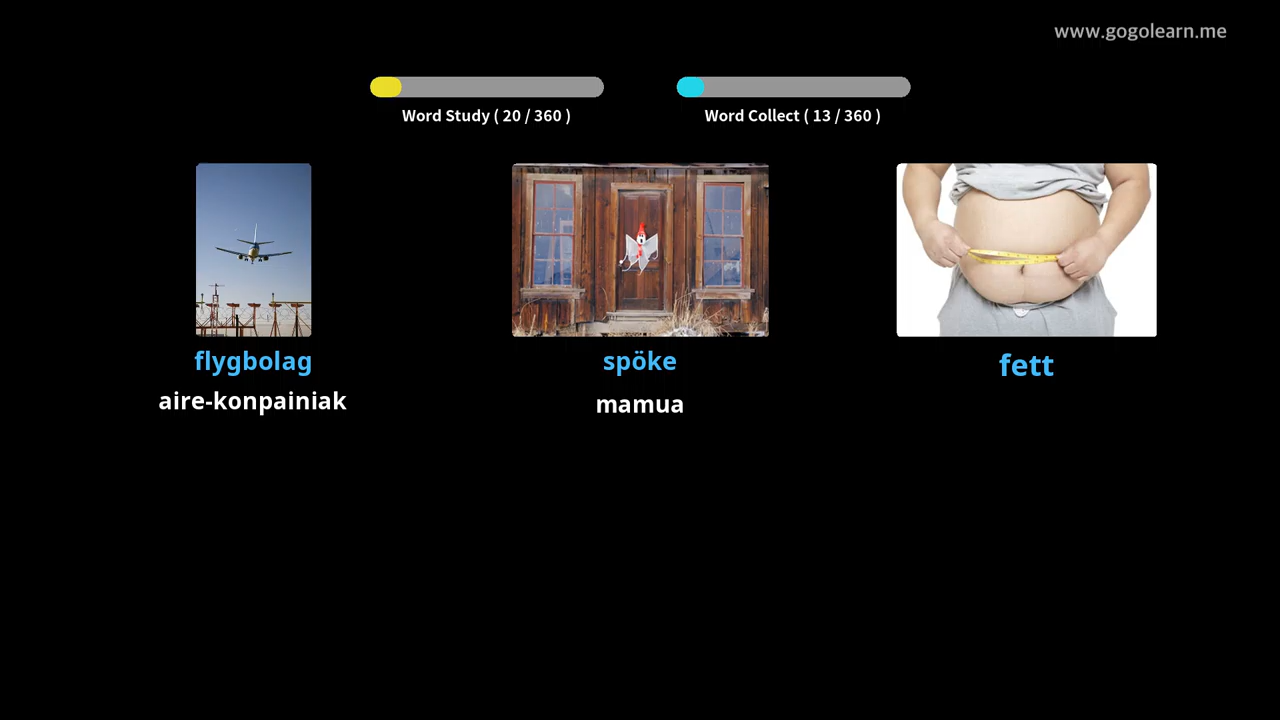 www.gogolearn.me
Word Study ( 20 / 360 )
Word Collect ( 13 / 360 )
flygbolag
spöke
fett
aire-konpainiak
mamua